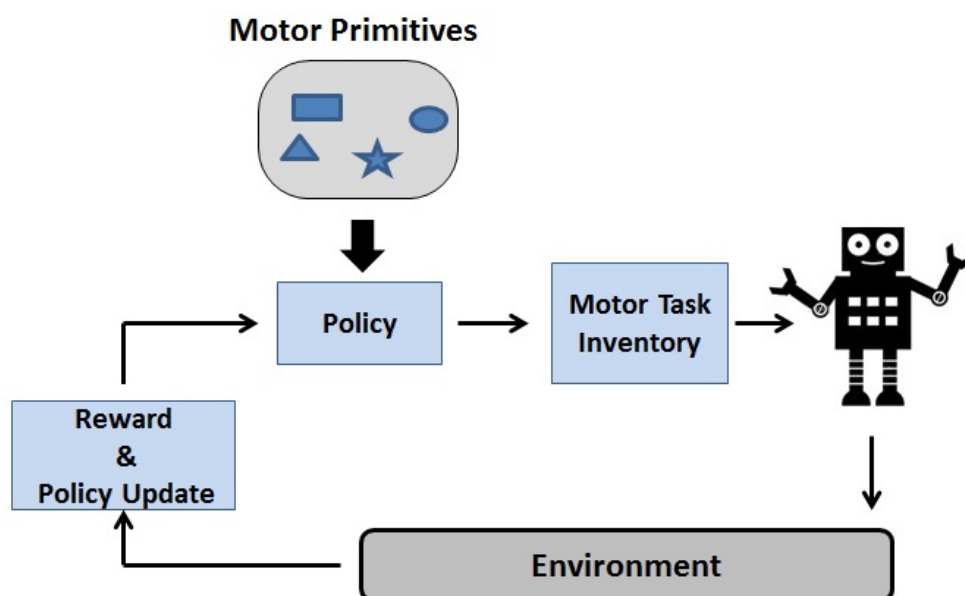 Motor Primitives
Policy
Motor Task
Inventory
Reward
&
Policy Update
Environment